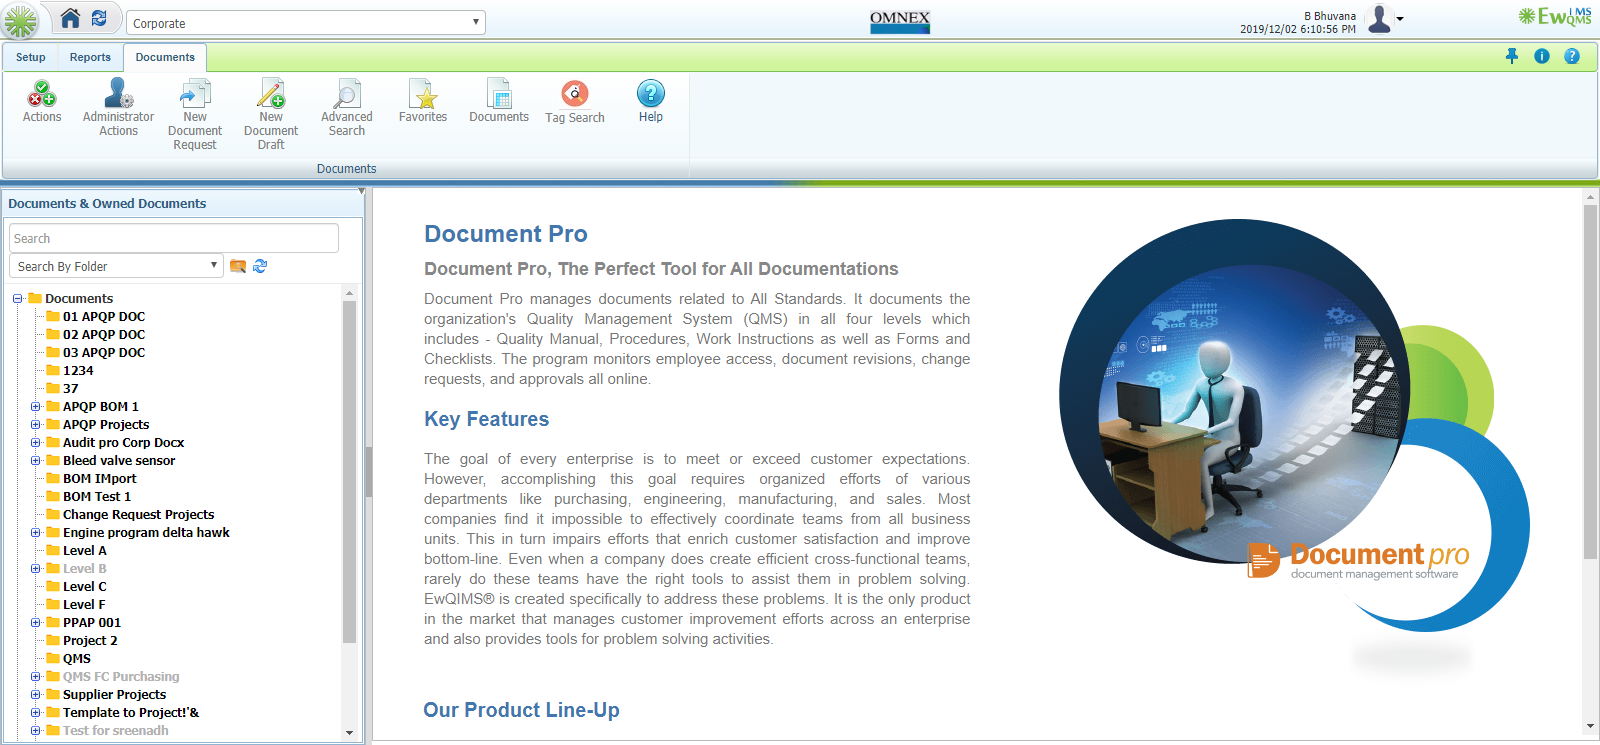 Corporate
OMNEX
B Bhuvana
2019/12/02 6:10:56 PM
EwIMS
QMS
Setup
Reports
Documents
Actions
Administrator
Actions
New
Document
Request
New
Document
Draft
Advanced
Search
Favorites
Documents
Tag Search
Help
Documents
Documents & Owned Documents
Search
Search By Folder
Documents
01 APQP DOC
02 APQP DOC
03 APQP DOC
1234
37
APQP BOM 1
APQP Projects
Audit pro Corp Docx
Bleed valve sensor
BOM IMport
BOM Test 1
Change Request Projects
Engine program delta hawk
Level A
Level B
Level C
Level F
PPAP 001
Project 2
QMS
QMS FC Purchasing
Supplier Projects
Template to Project!'&
Test for sreenadh
Document Pro
Document Pro, The Perfect Tool for All Documentations
Document Pro manages documents related to All Standards. It documents the
organization's Quality Management System (QMS) in all four levels which
includes - Quality Manual, Procedures, Work Instructions as well as Forms and
Checklists. The program monitors employee access, document revisions, change
requests, and approvals all online.
Key Features
The goal of every enterprise is to meet or exceed customer expectations.
However, accomplishing this goal requires organized efforts of various
departments like purchasing, engineering, manufacturing, and sales. Most
companies find it impossible to effectively coordinate teams from all business
units. This in turn impairs efforts that enrich customer satisfaction and improve
bottom-line. Even when a company does create efficient cross-functional teams,
rarely do these teams have the right tools to assist them in problem solving.
EwQIMS® is created specifically to address these problems. It is the only product
in the market that manages customer improvement efforts across an enterprise
and also provides tools for problem solving activities.
Our Product Line-Up
Document pro
document management software